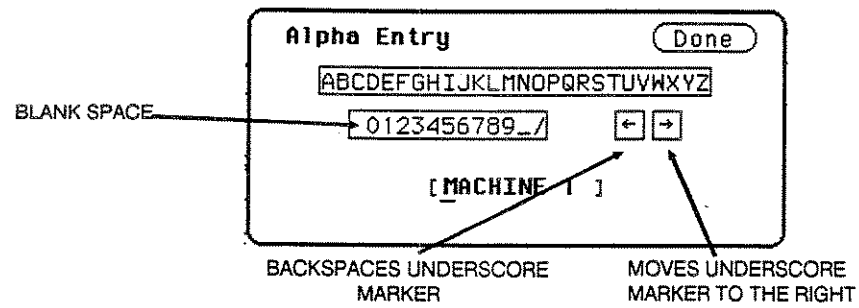 Alpha Entry
Done
ABCDEFGHIJKLMNOPQRSTUVWXYZ
BLANK SPACE
0123456789_/
← →
[MACHINE 1 ]
BACKSPACES UNDERSCORE
MARKER
MOVES UNDERSCORE
MARKER TO THE RIGHT